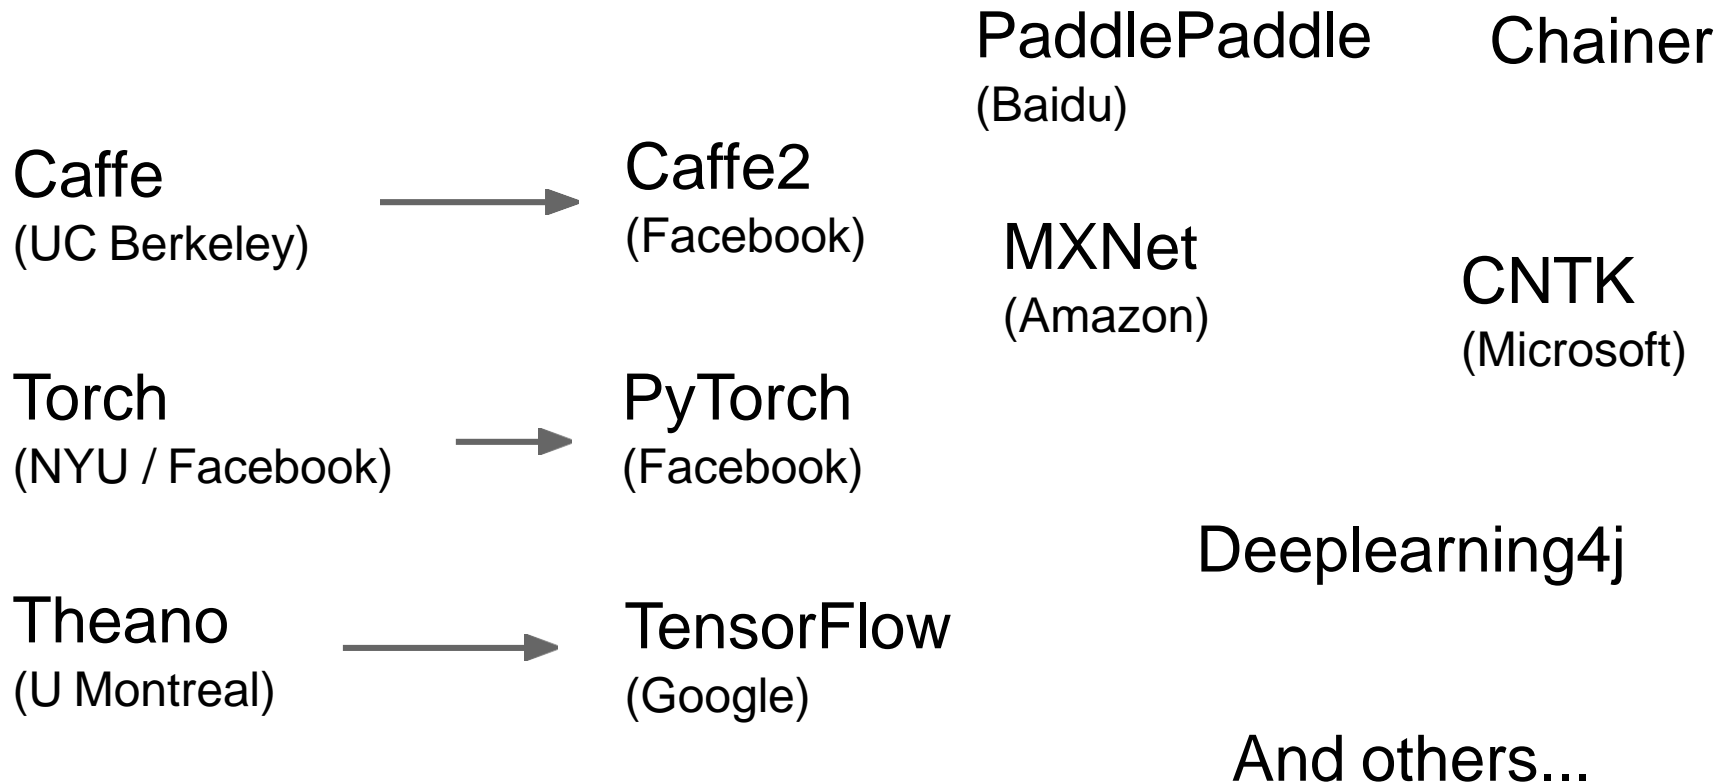 PaddlePaddle
(Baidu)
Chainer
Caffe
(UC Berkeley)
Caffe2
(Facebook)
MXNet
(Amazon)
CNTK
(Microsoft)
Torch
(NYU / Facebook)
PyTorch
(Facebook)
Deeplearning4j
Theano
(U Montreal)
TensorFlow
(Google)
And others...